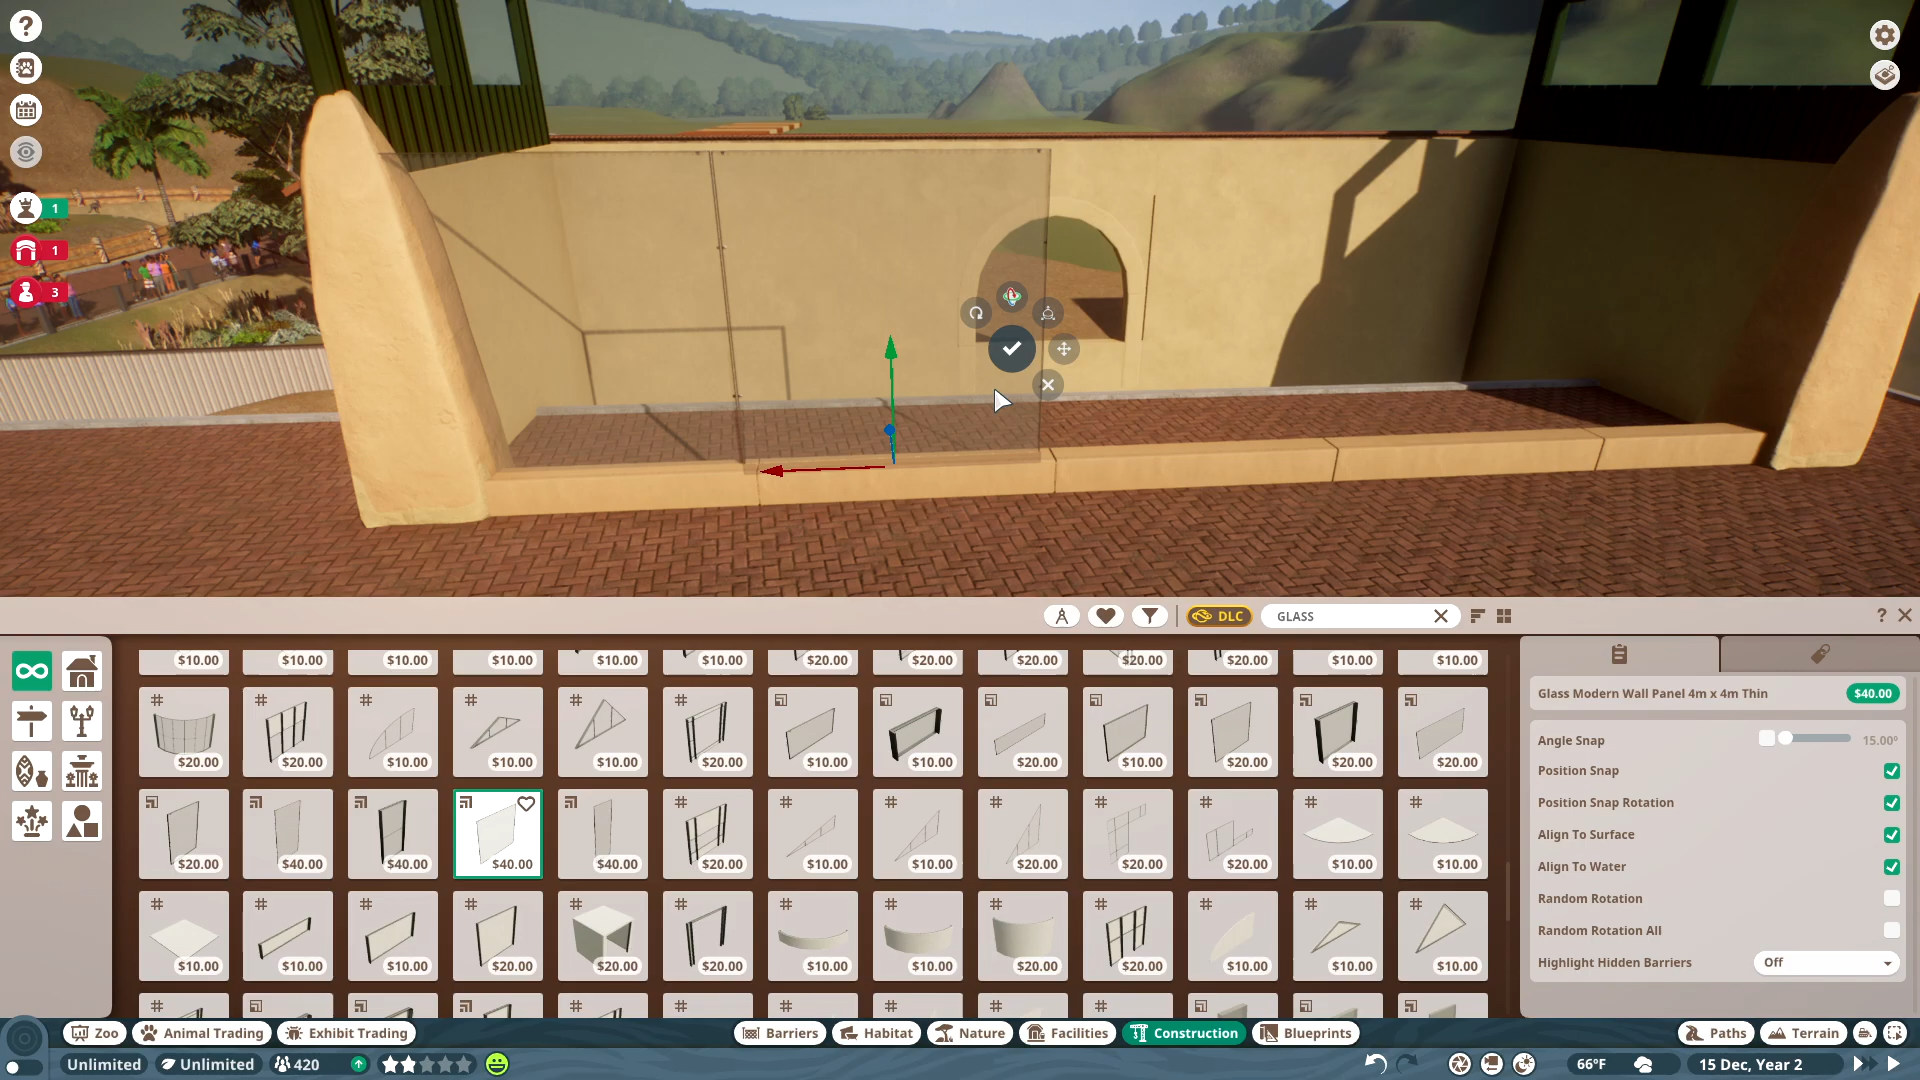 ?
1
1
3
DLC GLASS ?
$10.00 $10.00 $10.00 $10.00 $10.00 $10.00 $20.00 $20.00 $20.00 $20.00 $20.00 $10.00 $10.00
$20.00 $20.00 $10.00 $10.00 $10.00 $20.00 $10.00 $10.00 $20.00 $10.00 $20.00 $20.00 $20.00
$20.00 $40.00 $40.00 $40.00 $40.00 $20.00 $10.00 $10.00 $10.00 $20.00 $20.00 $10.00 $10.00
$10.00 $10.00 $10.00 $20.00 $20.00 $20.00 $10.00 $10.00 $20.00 $20.00 $10.00 $10.00 $10.00
Glass Modern Wall Panel 4m x 4m Thin $40.00
Angle Snap 15.00°
Position Snap
Position Snap Rotation
Align To Surface
Align To Water
Random Rotation
Random Rotation All
Highlight Hidden Barriers Off
Zoo Animal Trading Exhibit Trading Barriers Habitat Nature Facilities Construction Blueprints Paths Terrain
Unlimited Unlimited 420 66°F 15 Dec, Year 2